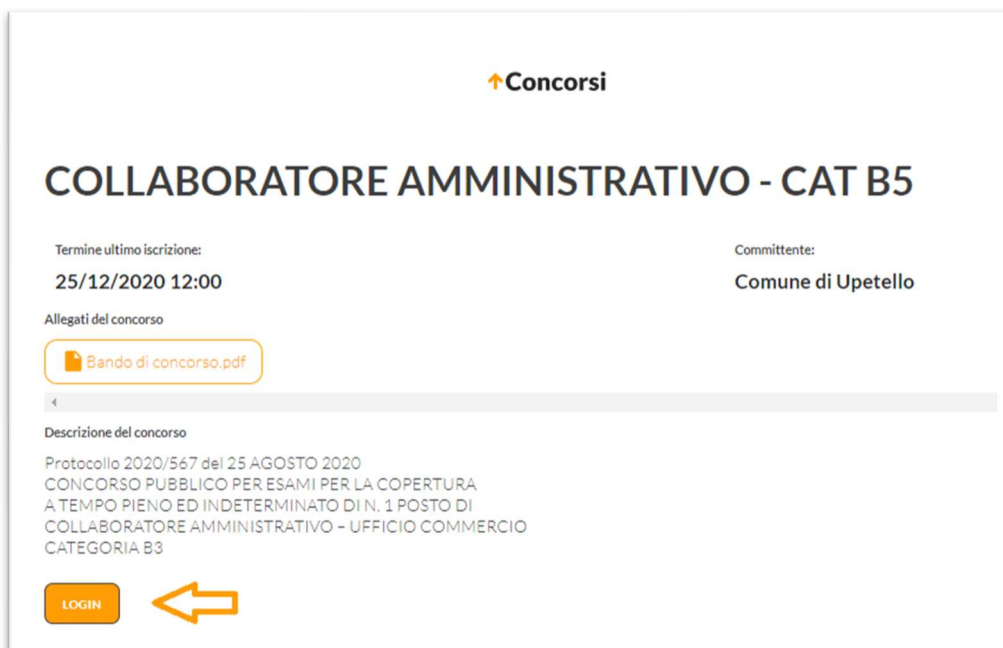 Concorsi
COLLABORATORE AMMINISTRATIVO - CAT B5
Termine ultimo iscrizione:
Committente:
25/12/2020 12:00
Comune di Upetello
Allegati del concorso
Bando di concorso.pdf
Descrizione del concorso
Protocollo 2020/567 del 25 AGOSTO 2020
CONCORSO PUBBLICO PER ESAMI PER LA COPERTURA
A TEMPO PIENO ED INDETERMINATO DI N. 1 POSTO DI
COLLABORATORE AMMINISTRATIVO – UFFICIO COMMERCIO
CATEGORIA B3
LOGIN